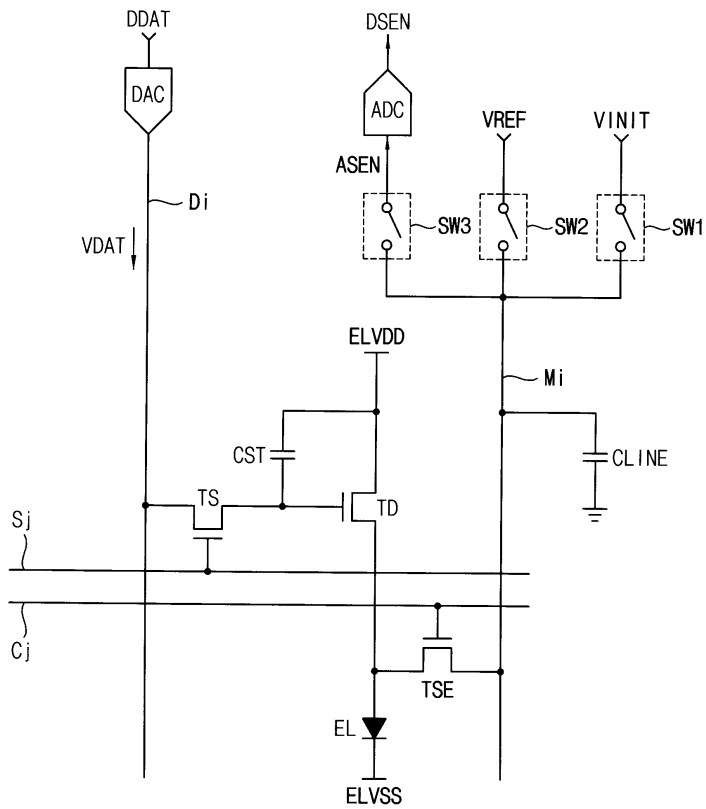 DDAT
DSEN
DAC
ADC
VREF
VINIT
ASEN
Di
SW3
SW2
SW1
VDAT
ELVDD
Mi
CST
CLINE
TS
TD
Sj
Cj
TSE
EL
ELVSS